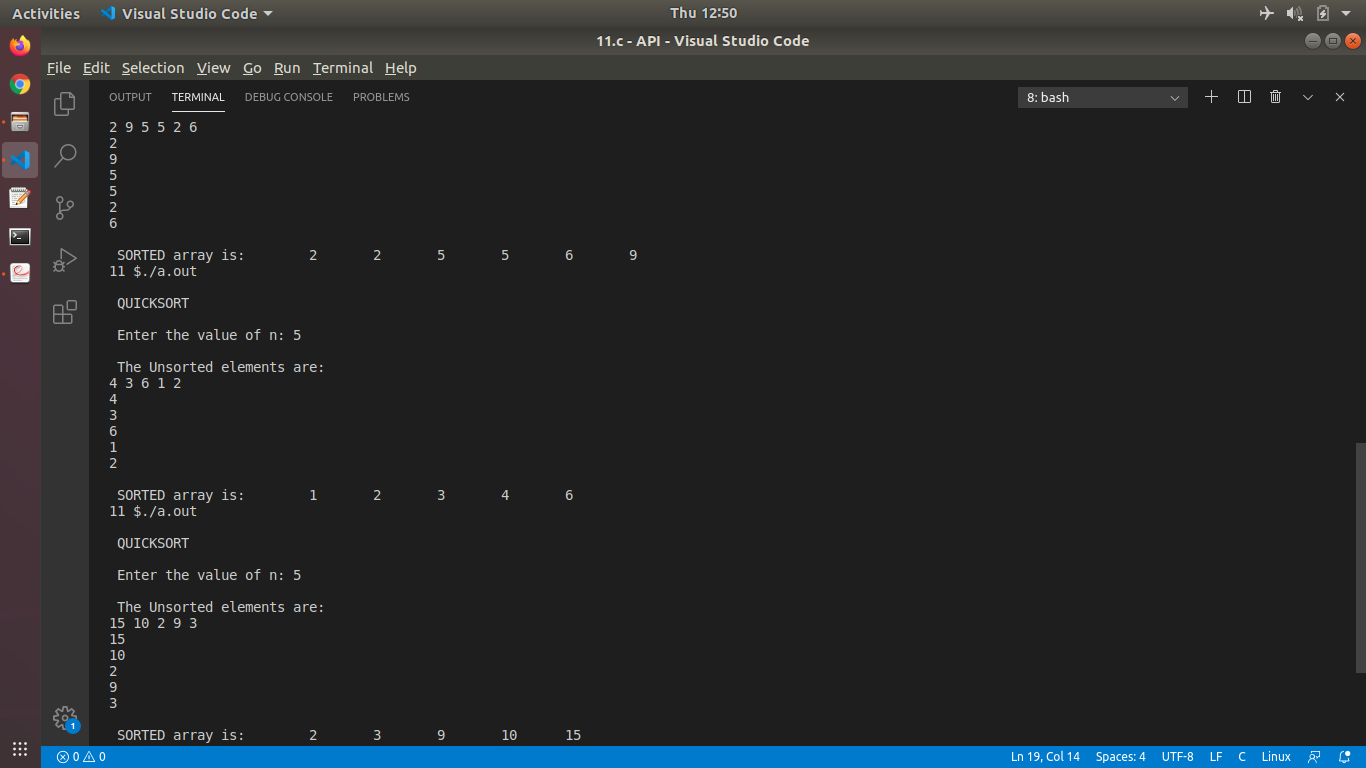 Activities Visual Studio Code Thu 12:50
11.c - API - Visual Studio Code
File Edit Selection View Go Run Terminal Help
OUTPUT TERMINAL DEBUG CONSOLE PROBLEMS 8: bash
2 9 5 5 2 6
2
9
5
5
2
6
SORTED array is: 2 2 5 5 6 9
11 $./a.out
QUICKSORT
Enter the value of n: 5
The Unsorted elements are:
4 3 6 1 2
4
3
6
1
2
SORTED array is: 1 2 3 4 6
11 $./a.out
QUICKSORT
Enter the value of n: 5
The Unsorted elements are:
15 10 2 9 3
15
10
2
9
3
1
SORTED array is: 2 3 9 10 15
0 0 Ln 19, Col 14 Spaces: 4 UTF-8 LF C Linux